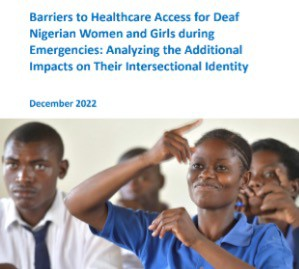 Barriers to Healthcare Access for Deaf
Nigerian Women and Girls during
Emergencies: Analyzing the Additional
Impacts on Their Intersectional Identity
December 2022